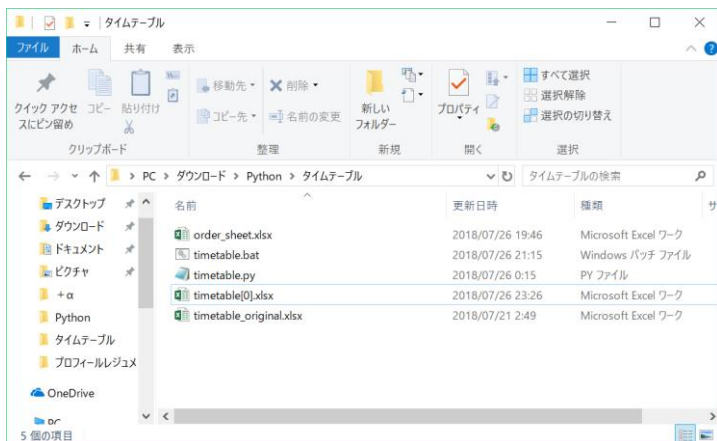 タイムテーブル
ファイル ホーム 共有 表示
クイック アクセスにピン留め
コピー
貼り付け
移動先
コピー先
削除
名前の変更
新しいフォルダー
プロパティ
すべて選択
選択解除
選択の切り替え
クリップボード 整理 新規 開く 選択
PC > ダウンロード > Python > タイムテーブル
タイムテーブルの検索
デスクトップ
ダウンロード
ドキュメント
ピクチャ
+α
Python
タイムテーブル
プロフィールレジュメ
OneDrive
PC
名前 更新日時 種類 サ
order_sheet.xlsx 2018/07/26 19:46 Microsoft Excel ワーク
timetable.bat 2018/07/26 21:15 Windows バッチ ファイル
timetable.py 2018/07/26 0:15 PY ファイル
timetable[0].xlsx 2018/07/26 23:26 Microsoft Excel ワーク
timetable_original.xlsx 2018/07/21 2:49 Microsoft Excel ワーク
5 個の項目